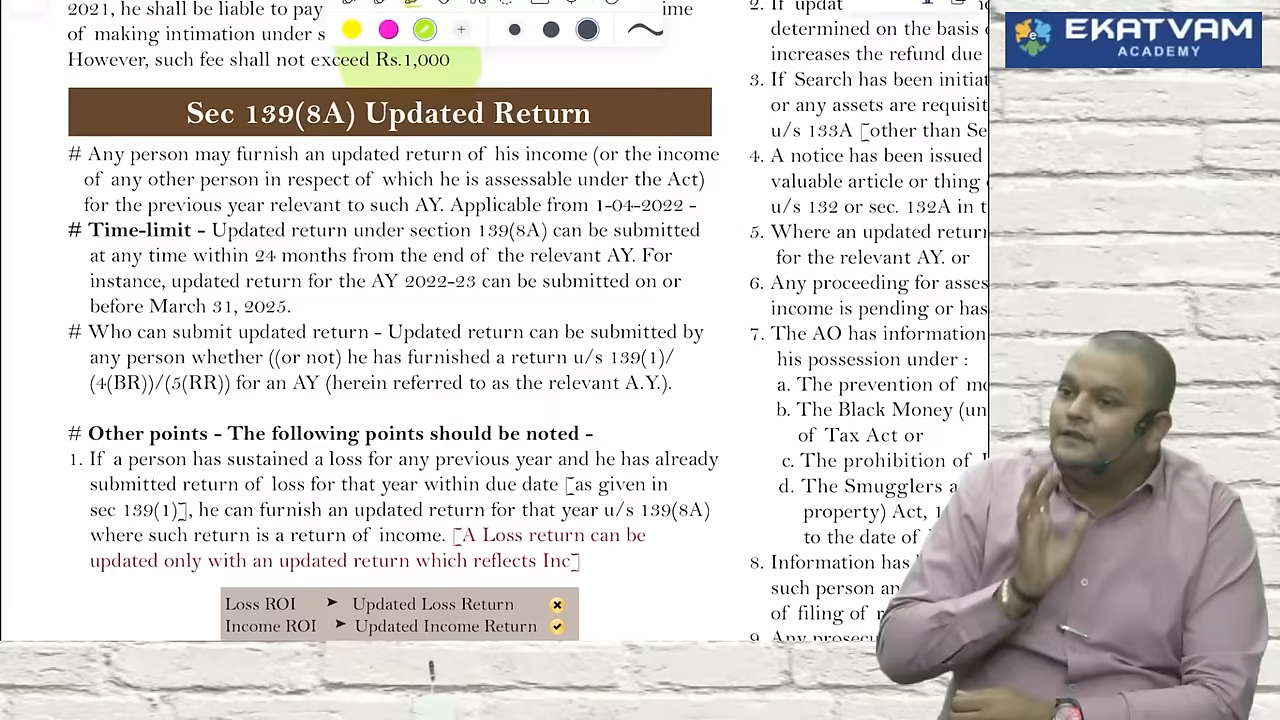 2021, he shall be liable to pay
ime
of making intimation under s
However, such fee shall not exceed Rs.1,000
Sec 139(8A) Updated Return
# Any person may furnish an updated return of his income (or the income
of any other person in respect of which he is assessable under the Act)
for the previous year relevant to such AY. Applicable from 1-04-2022 -
# Time-limit - Updated return under section 139(8A) can be submitted
at any time within 24 months from the end of the relevant AY. For
instance, updated return for the AY 2022-23 can be submitted on or
before March 31, 2025.
# Who can submit updated return - Updated return can be submitted by
any person whether ((or not) he has furnished a return u/s 139(1)/
(4(BR))/(5(RR)) for an AY (herein referred to as the relevant A.Y.).
# Other points - The following points should be noted -
1. If a person has sustained a loss for any previous year and he has already
submitted return of loss for that year within due date [as given in
sec 139(1)], he can furnish an updated return for that year u/s 139(8A)
where such return is a return of income. [A Loss return can be
updated only with an updated return which reflects Inc]
Loss ROI ➤ Updated Loss Return
Income ROI ➤ Updated Income Return
2. If updat
determined on the basis
increases the refund due
3. If Search has been initiat
or any assets are requisit
u/s 133A [other than Se
4. A notice has been issued
valuable article or thing
u/s 132 or sec. 132A in t
5. Where an updated return
for the relevant AY. or
6. Any proceeding for asses
income is pending or has
7. The AO has information
his possession under :
a. The prevention of mo
b. The Black Money (un
of Tax Act or
c. The prohibition of
d. The Smugglers a
property) Act, 1
to the date of
8. Information has
such person an
of filing of r
9. Any prosecu
EKATVAM
ACADEMY